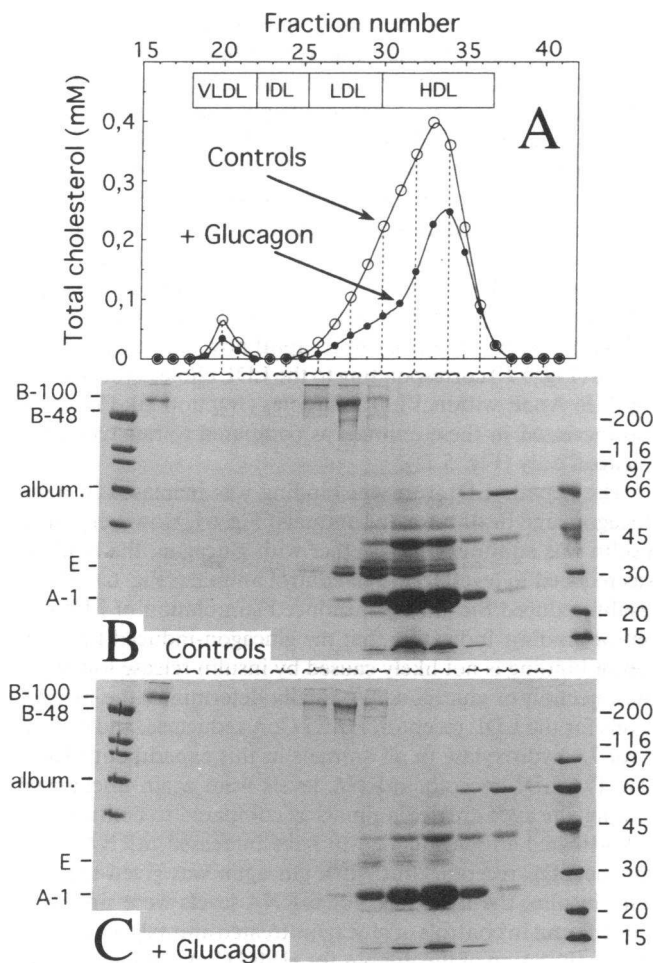 Fraction number
15 20 25 30 35 40
VLDL IDL LDL HDL
A
Total cholesterol (mM)
0,4
0,3
0,2
0,1
0
Controls
+ Glucagon
B-100
B-48
album.
E
A-1
200
116
97
66
45
30
20
15
B
Controls
B-100
B-48
album.
E
A-1
200
116
97
66
45
30
20
15
C
+ Glucagon